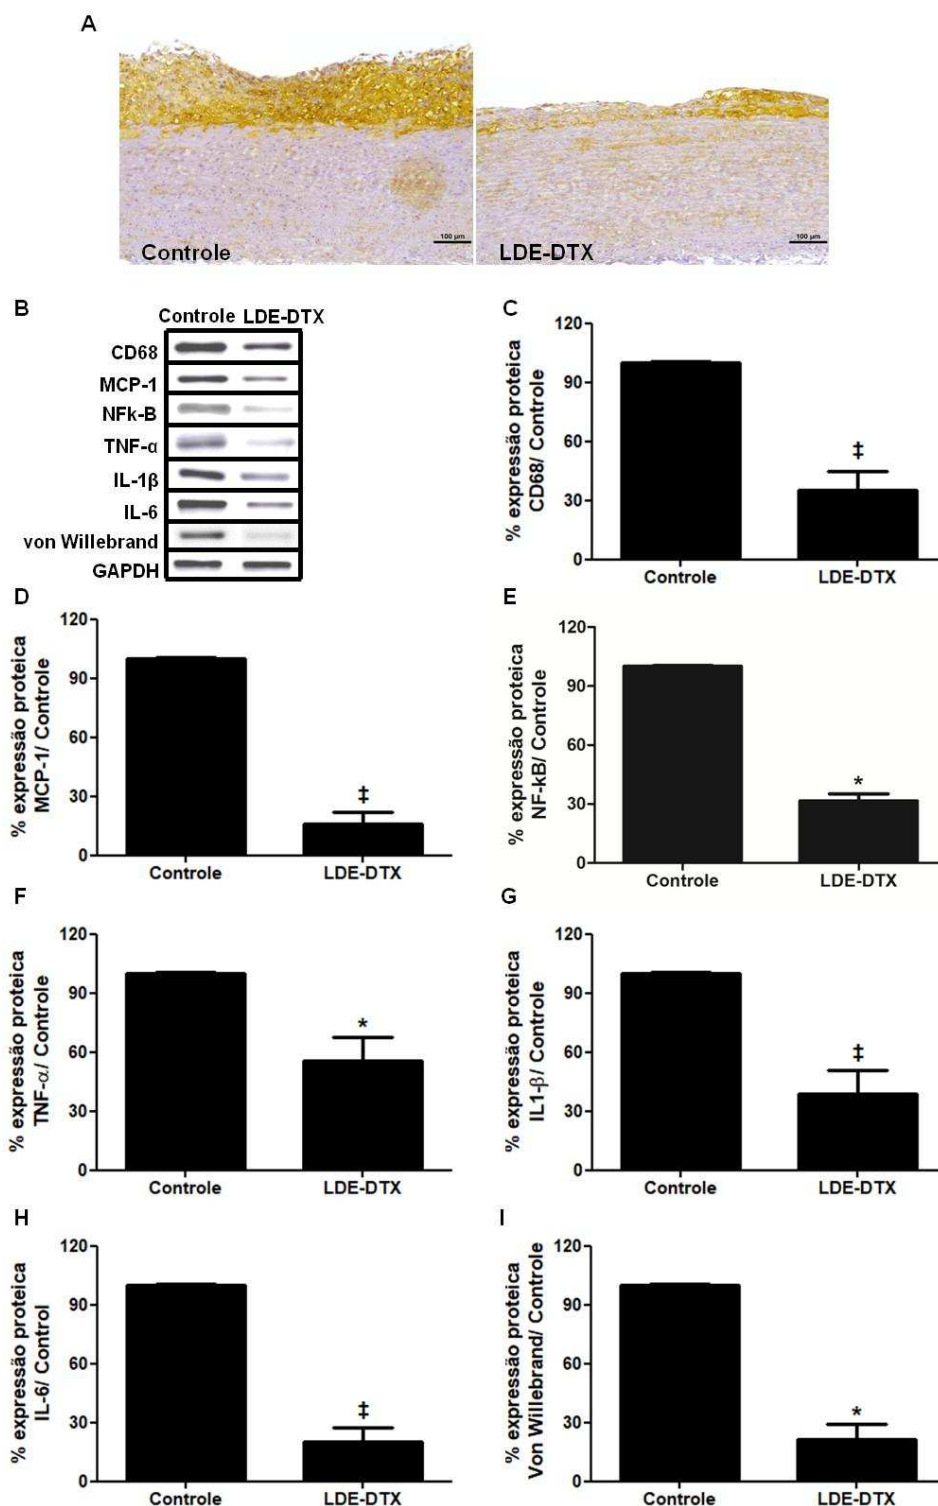 A
Controle
100 µm
LDE-DTX
100 µm
B
Controle LDE-DTX
CD68
MCP-1
NFk-B
TNF-α
IL-1β
IL-6
von Willebrand
GAPDH
C
% expressão proteica
CD68/ Controle
120
90
60
30
0
‡
Controle LDE-DTX
D
% expressão proteica
MCP-1/ Controle
120
90
60
30
0
‡
Controle LDE-DTX
E
% expressão proteica
NF-kB/ Controle
120
90
60
30
0
*
Controle LDE-DTX
F
% expressão proteica
TNF-α/ Controle
120
90
60
30
0
*
Controle LDE-DTX
G
% expressão proteica
IL1-β/ Controle
120
90
60
30
0
‡
Controle LDE-DTX
H
% expressão proteica
IL-6/ Control
120
90
60
30
0
‡
Controle LDE-DTX
I
% expressão proteica
Von Willebrand/ Controle
120
90
60
30
0
*
Controle LDE-DTX